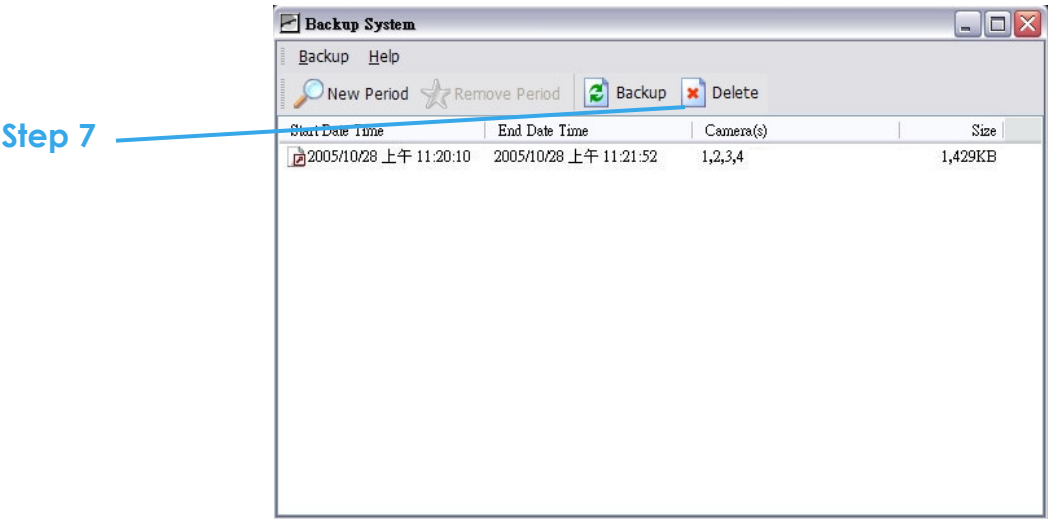 Backup System
Backup Help
New Period Remove Period Backup Delete
Step 7
Start Date Time End Date Time Camera(s) Size
2005/10/28 上午 11:20:10 2005/10/28 上午 11:21:52 1,2,3,4 1,429KB